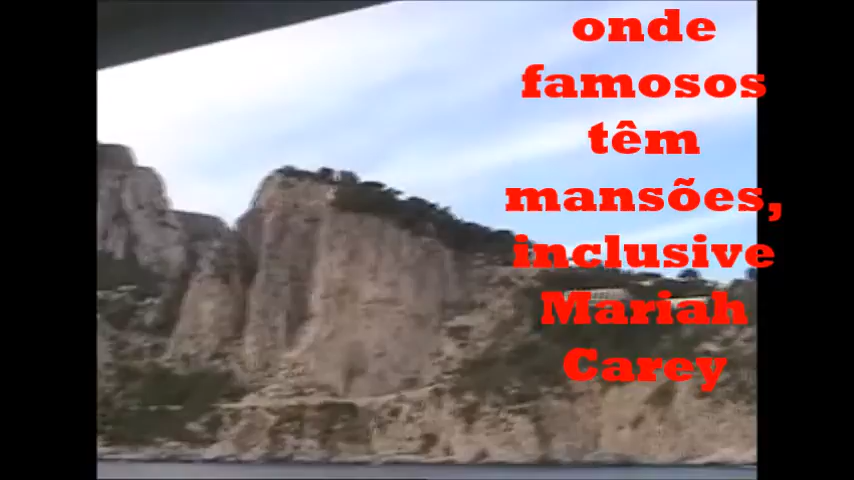 onde
famosos
têm
mansões,
inclusive
Mariah
Carey